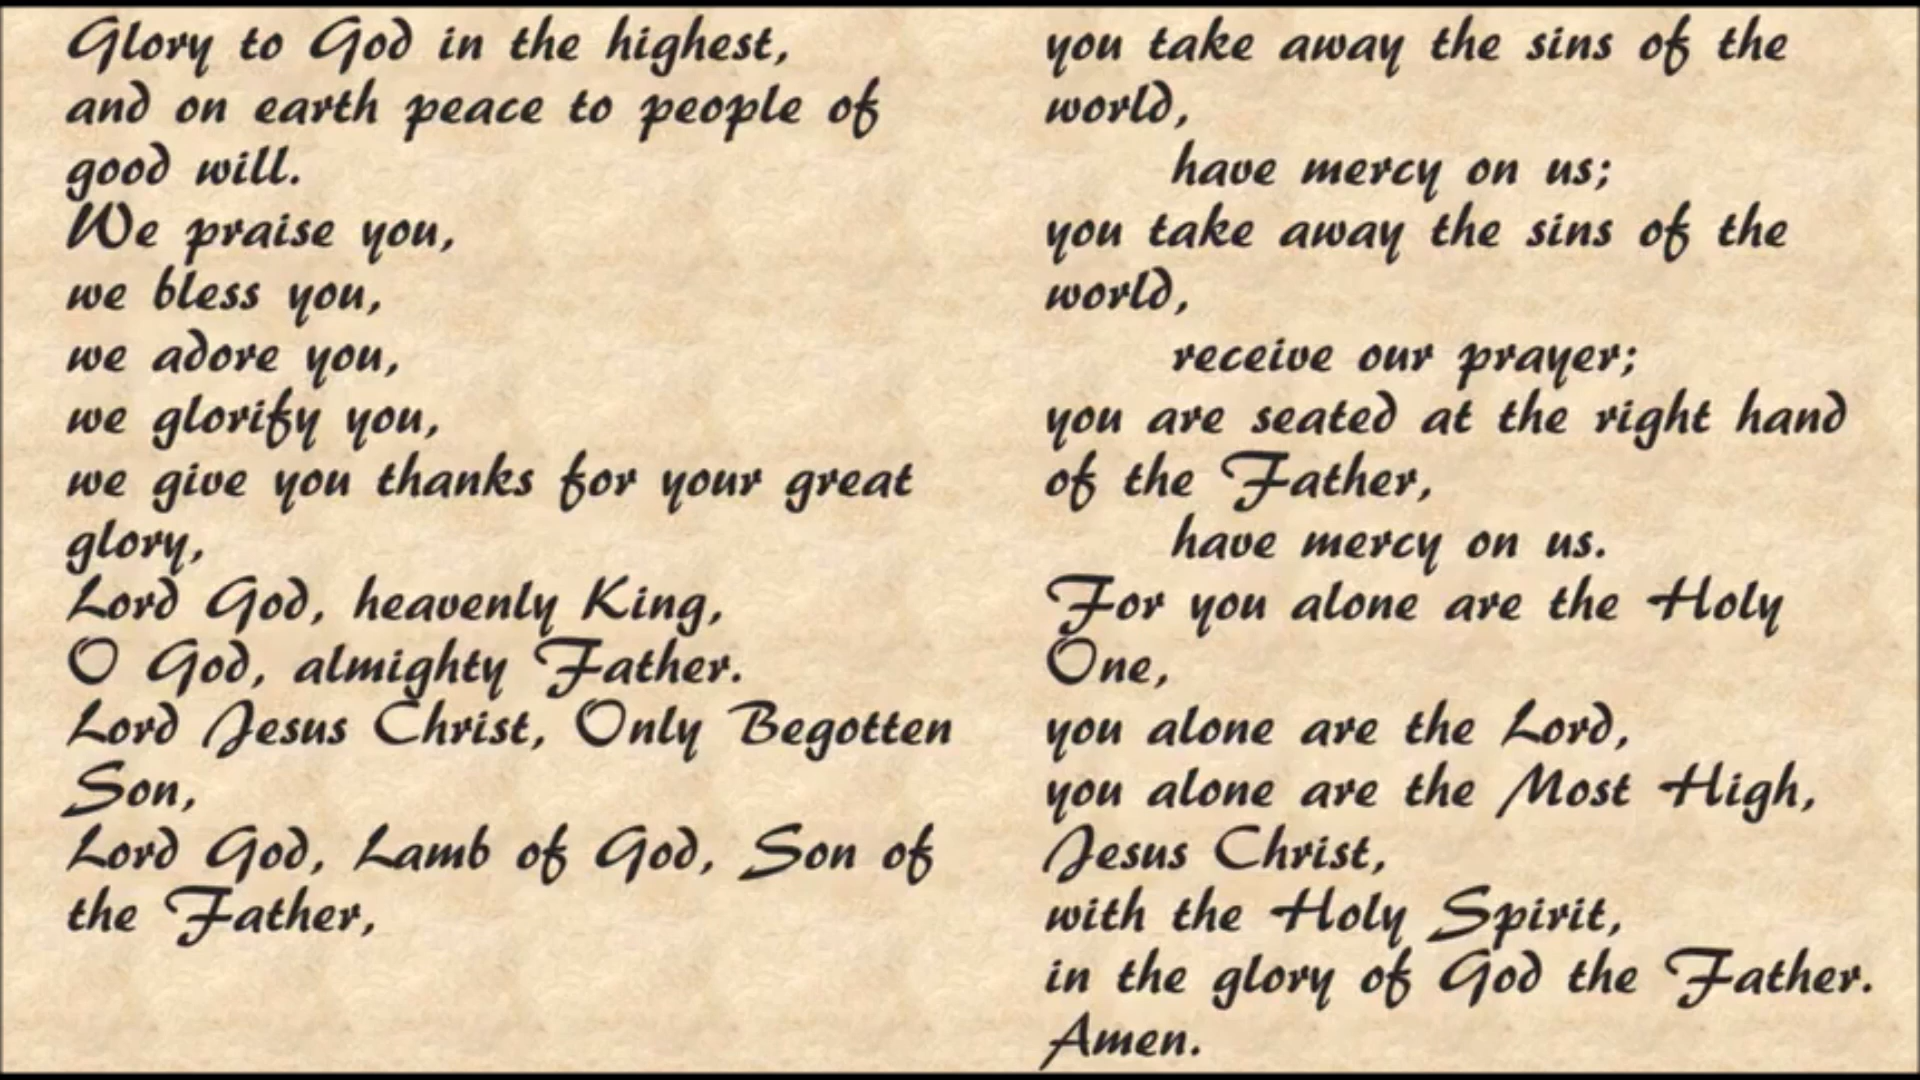 Glory to God in the highest,
and on earth peace to people of
good will.
We praise you,
we bless you,
we adore you,
we glorify you,
we give you thanks for your great
glory,
Lord God, heavenly King,
O God, almighty Father.
Lord Jesus Christ, Only Begotten
Son,
Lord God, Lamb of God, Son of
the Father,
you take away the sins of the
world,
have mercy on us;
you take away the sins of the
world,
receive our prayer;
you are seated at the right hand
of the Father,
have mercy on us.
For you alone are the Holy
One,
you alone are the Lord,
you alone are the Most High,
Jesus Christ,
with the Holy Spirit,
in the glory of God the Father.
Amen.